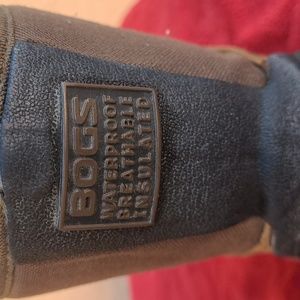 BOGS
WATERPROOF
BREATHABLE
INSULATED